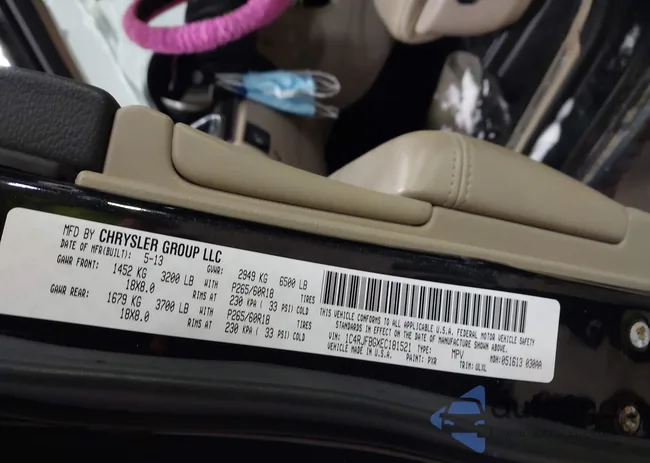 MFD BY CHRYSLER GROUP LLC
DATE OF MFR(BUILT): 5-13 GVWR: 2949 KG 6500 LB
GAWR FRONT: 1452 KG 3200 LB WITH P265/60R18 TIRES
18X8.0 RIMS AT 230 KPA ( 33 PSI) COLD
GAWR REAR: 1679 KG 3700 LB WITH P265/60R18 TIRES
18X8.0 RIMS AT 230 KPA ( 33 PSI) COLD
THIS VEHICLE CONFORMS TO ALL APPLICABLE U.S.A. FEDERAL MOTOR VEHICLE SAFETY
STANDARDS IN EFFECT ON THE DATE OF MANUFACTURE SHOWN ABOVE.
VIN: 1C4RJFBGXEC181521 TYPE: MPV MDH: 051613 030AA
VEHICLE MADE IN U.S.A. PAINT: PXR TRIM: ULXL